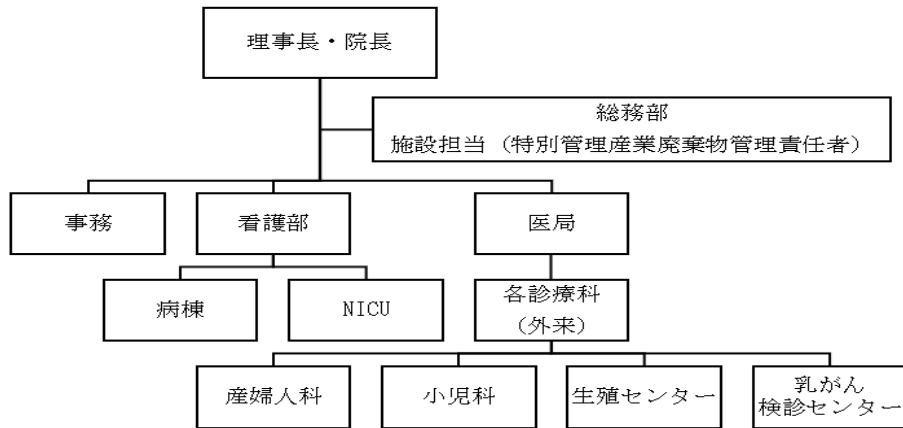 理事長・院長
総務部
施設担当（特別管理産業廃棄物管理責任者）
事務
看護部
医局
病棟
NICU
各診療科
（外来）
産婦人科
小児科
生殖センター
乳がん
検診センター